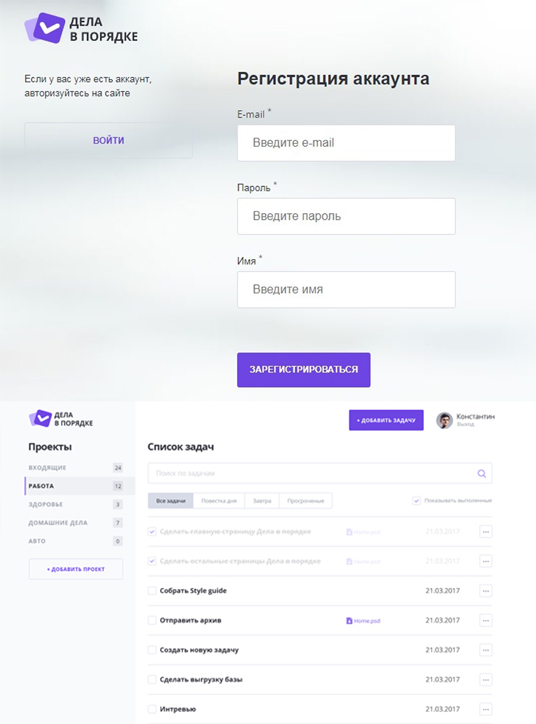 ДЕЛА
В ПОРЯДКЕ
Если у вас уже есть аккаунт,
авторизуйтесь на сайте
ВОЙТИ
Регистрация аккаунта
E-mail *
Введите e-mail
Пароль *
Введите пароль
Имя *
Введите имя
ЗАРЕГИСТРИРОВАТЬСЯ
ДЕЛА
В ПОРЯДКЕ
+ ДОБАВИТЬ ЗАДАЧУ
Константин
Выход
Проекты
ВХОДЯЩИЕ 24
РАБОТА 12
ЗДОРОВЬЕ 3
ДОМАШНИЕ ДЕЛА 7
АВТО 0
+ ДОБАВИТЬ ПРОЕКТ
Список задач
Поиск по задачам
Все задачи Повестка дня Завтра Просроченные
Показывать выполненные
Сделать главную страницу Дела в порядке Home.psd 21.03.2017
Сделать остальные страницы Дела в порядке Home.psd 21.03.2017
Собрать Style guide 21.03.2017
Отправить архив Home.psd 21.03.2017
Создать новую задачу 21.03.2017
Сделать выгрузку базы 21.03.2017
Интревью 21.03.2017